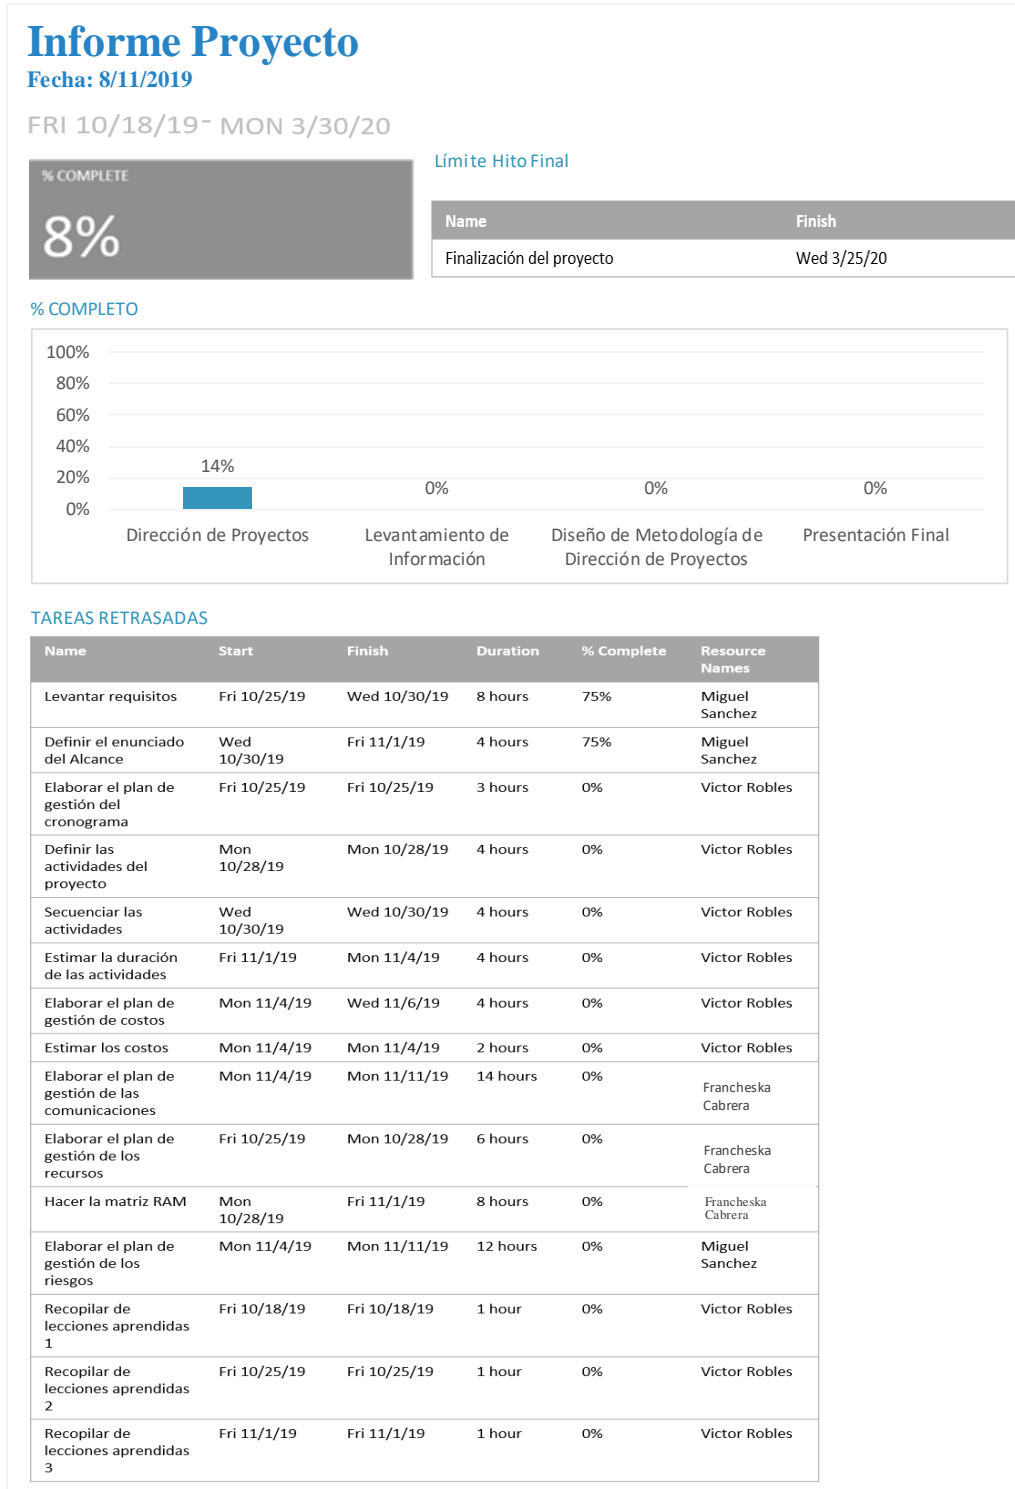 Informe Proyecto
Fecha: 8/11/2019
FRI 10/18/19- MON 3/30/20
% COMPLETE
8%
Límite Hito Final
Name Finish
Finalización del proyecto Wed 3/25/20
% COMPLETO
100%
80%
60%
40%
20%
0%
14%
0%
0%
0%
Dirección de Proyectos
Levantamiento de
Información
Diseño de Metodología de
Dirección de Proyectos
Presentación Final
TAREAS RETRASADAS
Name Start Finish Duration % Complete Resource
Names
Levantar requisitos Fri 10/25/19 Wed 10/30/19 8 hours 75% Miguel
Sanchez
Definir el enunciado Wed Fri 11/1/19 4 hours 75% Miguel
del Alcance 10/30/19 Sanchez
Elaborar el plan de Fri 10/25/19 Fri 10/25/19 3 hours 0% Victor Robles
gestión del
cronograma
Definir las Mon Mon 10/28/19 4 hours 0% Victor Robles
actividades del 10/28/19
proyecto
Secuenciar las Wed Wed 10/30/19 4 hours 0% Victor Robles
actividades 10/30/19
Estimar la duración Fri 11/1/19 Mon 11/4/19 4 hours 0% Victor Robles
de las actividades
Elaborar el plan de Mon 11/4/19 Wed 11/6/19 4 hours 0% Victor Robles
gestión de costos
Estimar los costos Mon 11/4/19 Mon 11/4/19 2 hours 0% Victor Robles
Elaborar el plan de Mon 11/4/19 Mon 11/11/19 14 hours 0%
gestión de las Francheska
comunicaciones Cabrera
Elaborar el plan de Fri 10/25/19 Mon 10/28/19 6 hours 0%
gestión de los Francheska
recursos Cabrera
Hacer la matriz RAM Mon Fri 11/1/19 8 hours 0% Francheska
10/28/19 Cabrera
Elaborar el plan de Mon 11/4/19 Mon 11/11/19 12 hours 0% Miguel
gestión de los Sanchez
riesgos
Recopilar de Fri 10/18/19 Fri 10/18/19 1 hour 0% Victor Robles
lecciones aprendidas
1
Recopilar de Fri 10/25/19 Fri 10/25/19 1 hour 0% Victor Robles
lecciones aprendidas
2
Recopilar de Fri 11/1/19 Fri 11/1/19 1 hour 0% Victor Robles
lecciones aprendidas
3